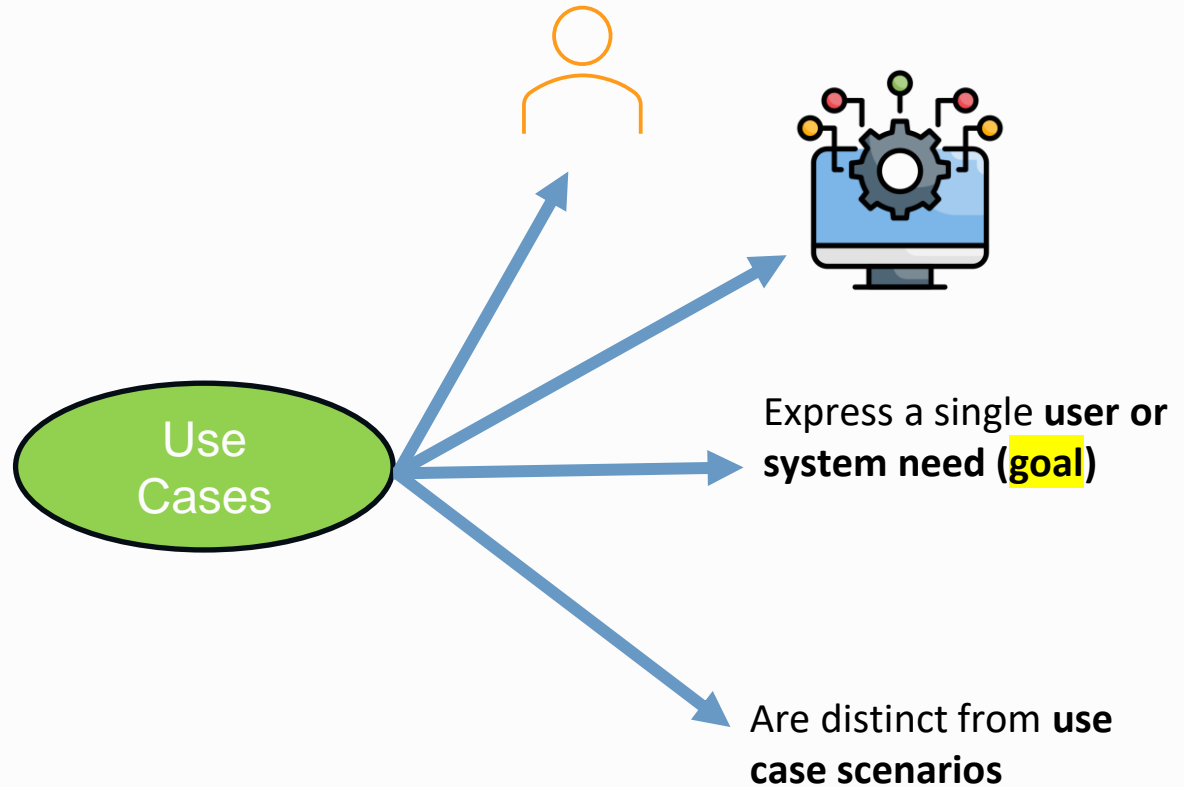 Use
Cases
Express a single user or
system need (goal)
Are distinct from use
case scenarios